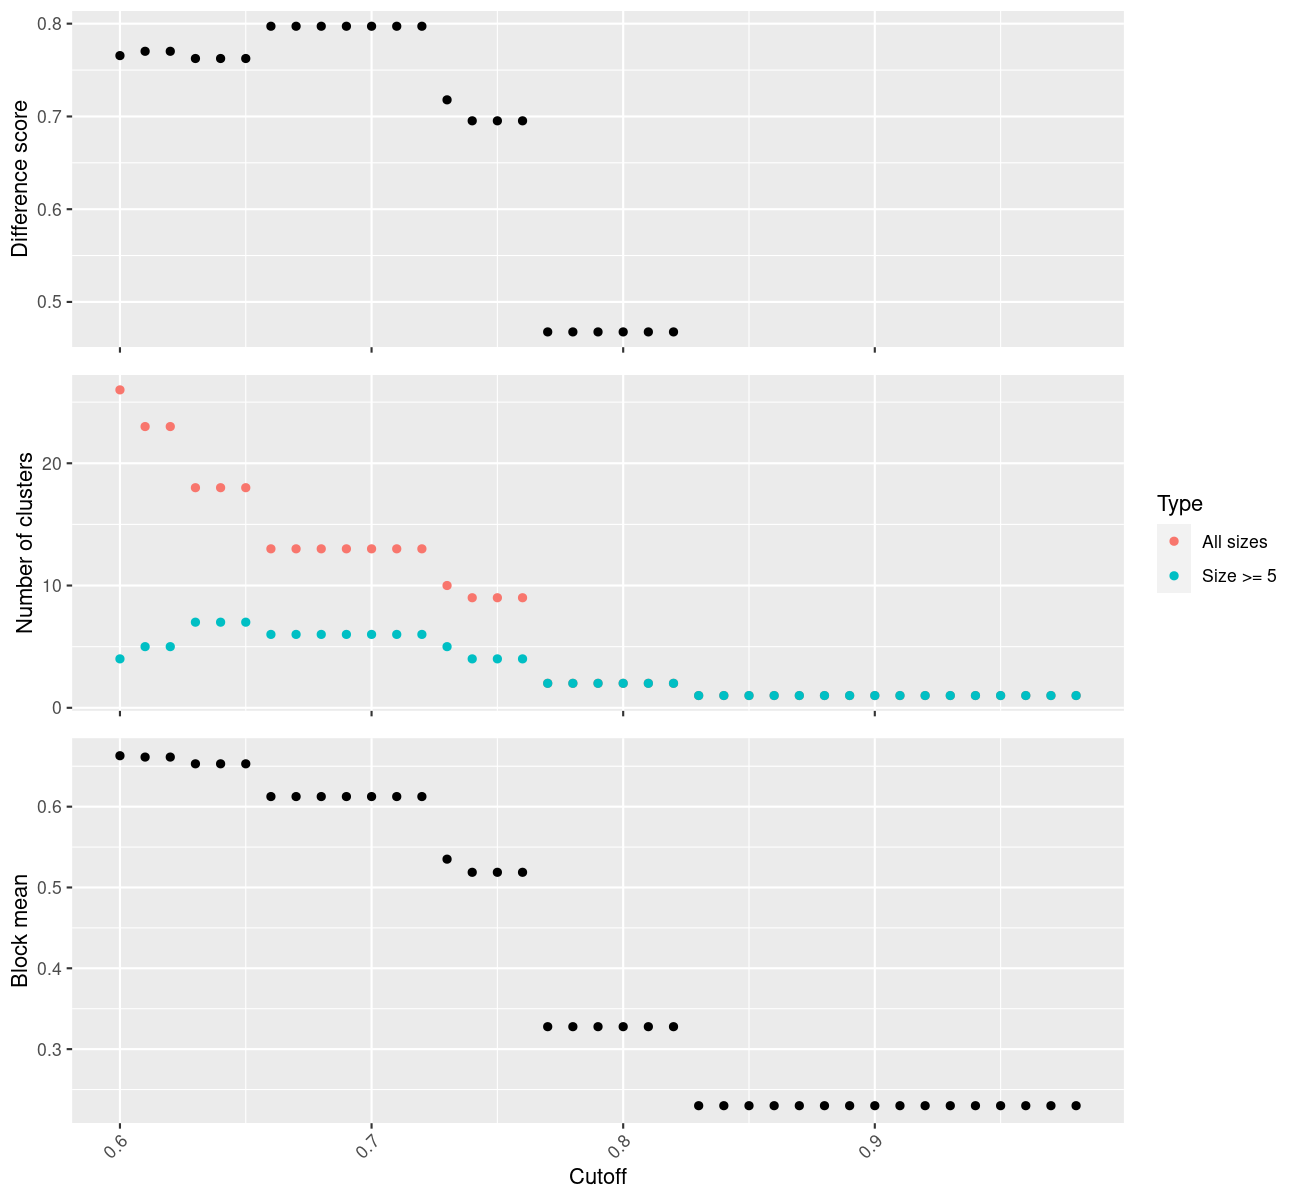 Difference score
0.8
0.7
0.6
0.5
Number of clusters
20
10
0
Type
All sizes
Size >= 5
Block mean
0.6
0.5
0.4
0.3
0.6
0.7
0.8
0.9
Cutoff